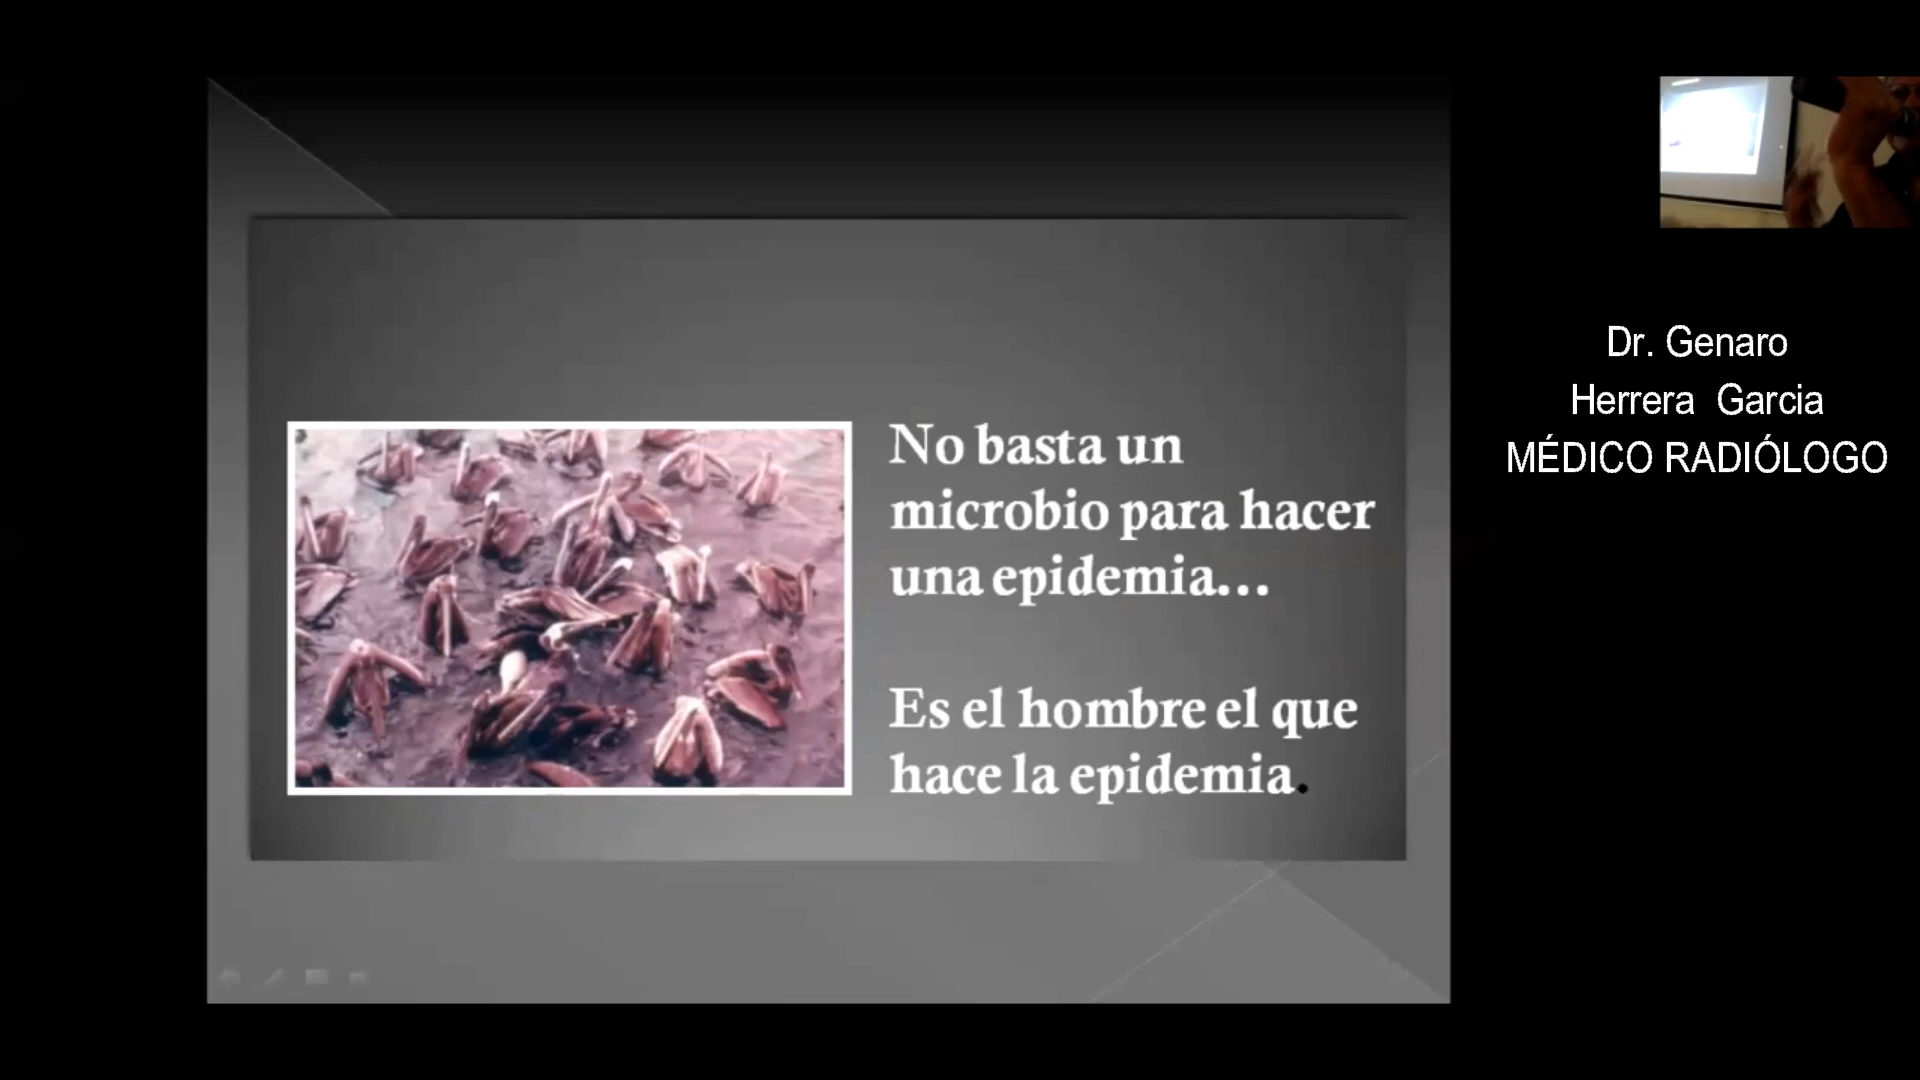 No basta un
microbio para hacer
una epidemia...
Es el hombre el que
hace la epidemia.
Dr. Genaro
Herrera Garcia
MÉDICO RADIÓLOGO